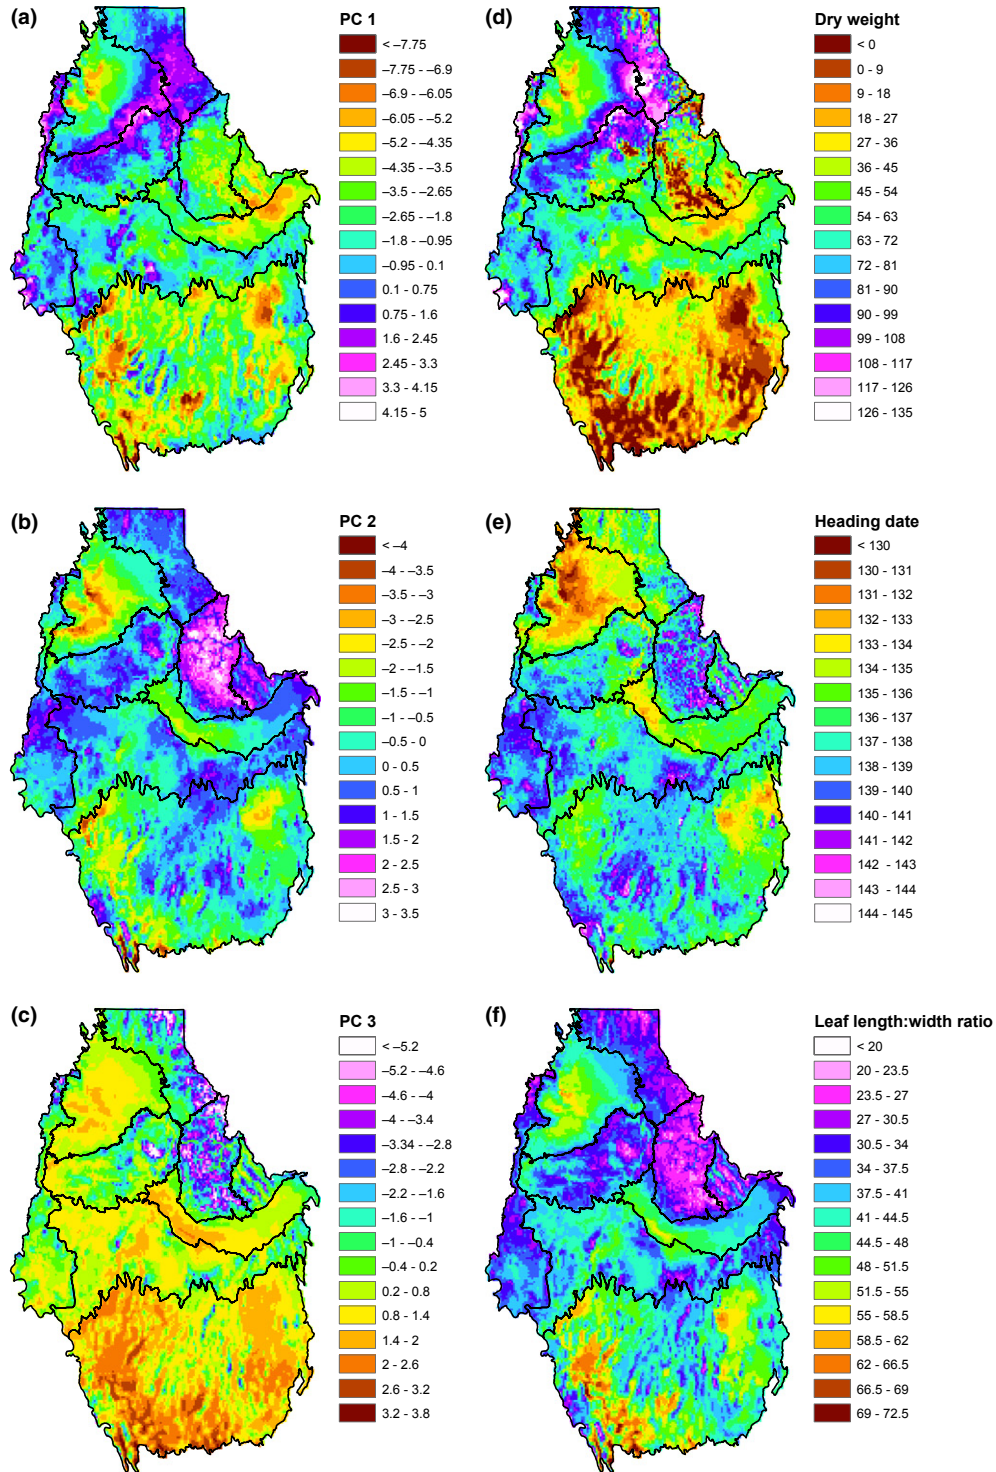 (a)
PC 1
< –7.75
–7.75 - –6.9
–6.9 - –6.05
–6.05 - –5.2
–5.2 - –4.35
–4.35 - –3.5
–3.5 - –2.65
–2.65 - –1.8
–1.8 - –0.95
–0.95 - 0.1
0.1 - 0.75
0.75 - 1.6
1.6 - 2.45
2.45 - 3.3
3.3 - 4.15
4.15 - 5
(d)
Dry weight
< 0
0 - 9
9 - 18
18 - 27
27 - 36
36 - 45
45 - 54
54 - 63
63 - 72
72 - 81
81 - 90
90 - 99
99 - 108
108 - 117
117 - 126
126 - 135
(b)
PC 2
< –4
–4 - –3.5
–3.5 - –3
–3 - –2.5
–2.5 - –2
–2 - –1.5
–1.5 - –1
–1 - –0.5
–0.5 - 0
0 - 0.5
0.5 - 1
1 - 1.5
1.5 - 2
2 - 2.5
2.5 - 3
3 - 3.5
(e)
Heading date
< 130
130 - 131
131 - 132
132 - 133
133 - 134
134 - 135
135 - 136
136 - 137
137 - 138
138 - 139
139 - 140
140 - 141
141 - 142
142 - 143
143 - 144
144 - 145
(c)
PC 3
< –5.2
–5.2 - –4.6
–4.6 - –4
–4 - –3.4
–3.34 - –2.8
–2.8 - –2.2
–2.2 - –1.6
–1.6 - –1
–1 - –0.4
–0.4 - 0.2
0.2 - 0.8
0.8 - 1.4
1.4 - 2
2 - 2.6
2.6 - 3.2
3.2 - 3.8
(f)
Leaf length:width ratio
< 20
20 - 23.5
23.5 - 27
27 - 30.5
30.5 - 34
34 - 37.5
37.5 - 41
41 - 44.5
44.5 - 48
48 - 51.5
51.5 - 55
55 - 58.5
58.5 - 62
62 - 66.5
66.5 - 69
69 - 72.5